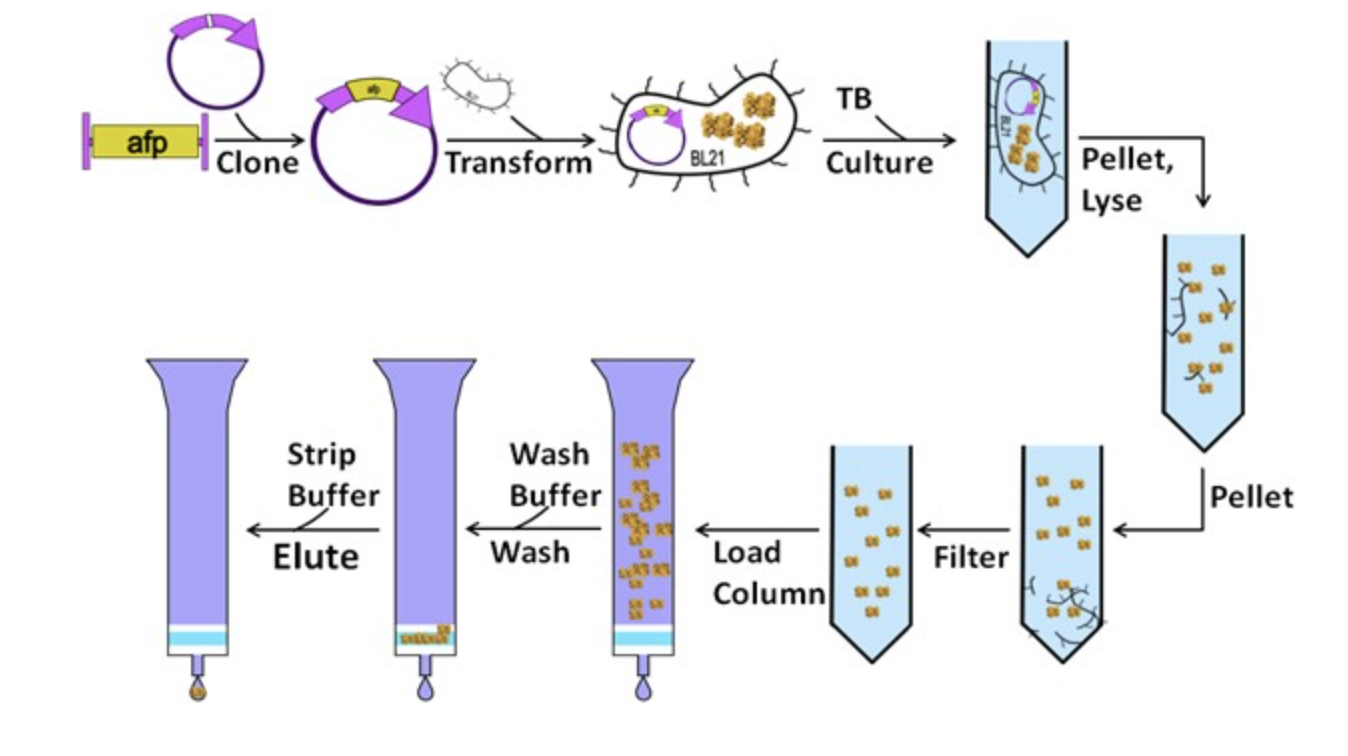 afp
Clone
afp
Transform
BL21
TB
Culture
BL21
Pellet,
Lyse
Pellet
Filter
Load
Column
Wash
Buffer
Wash
Strip
Buffer
Elute